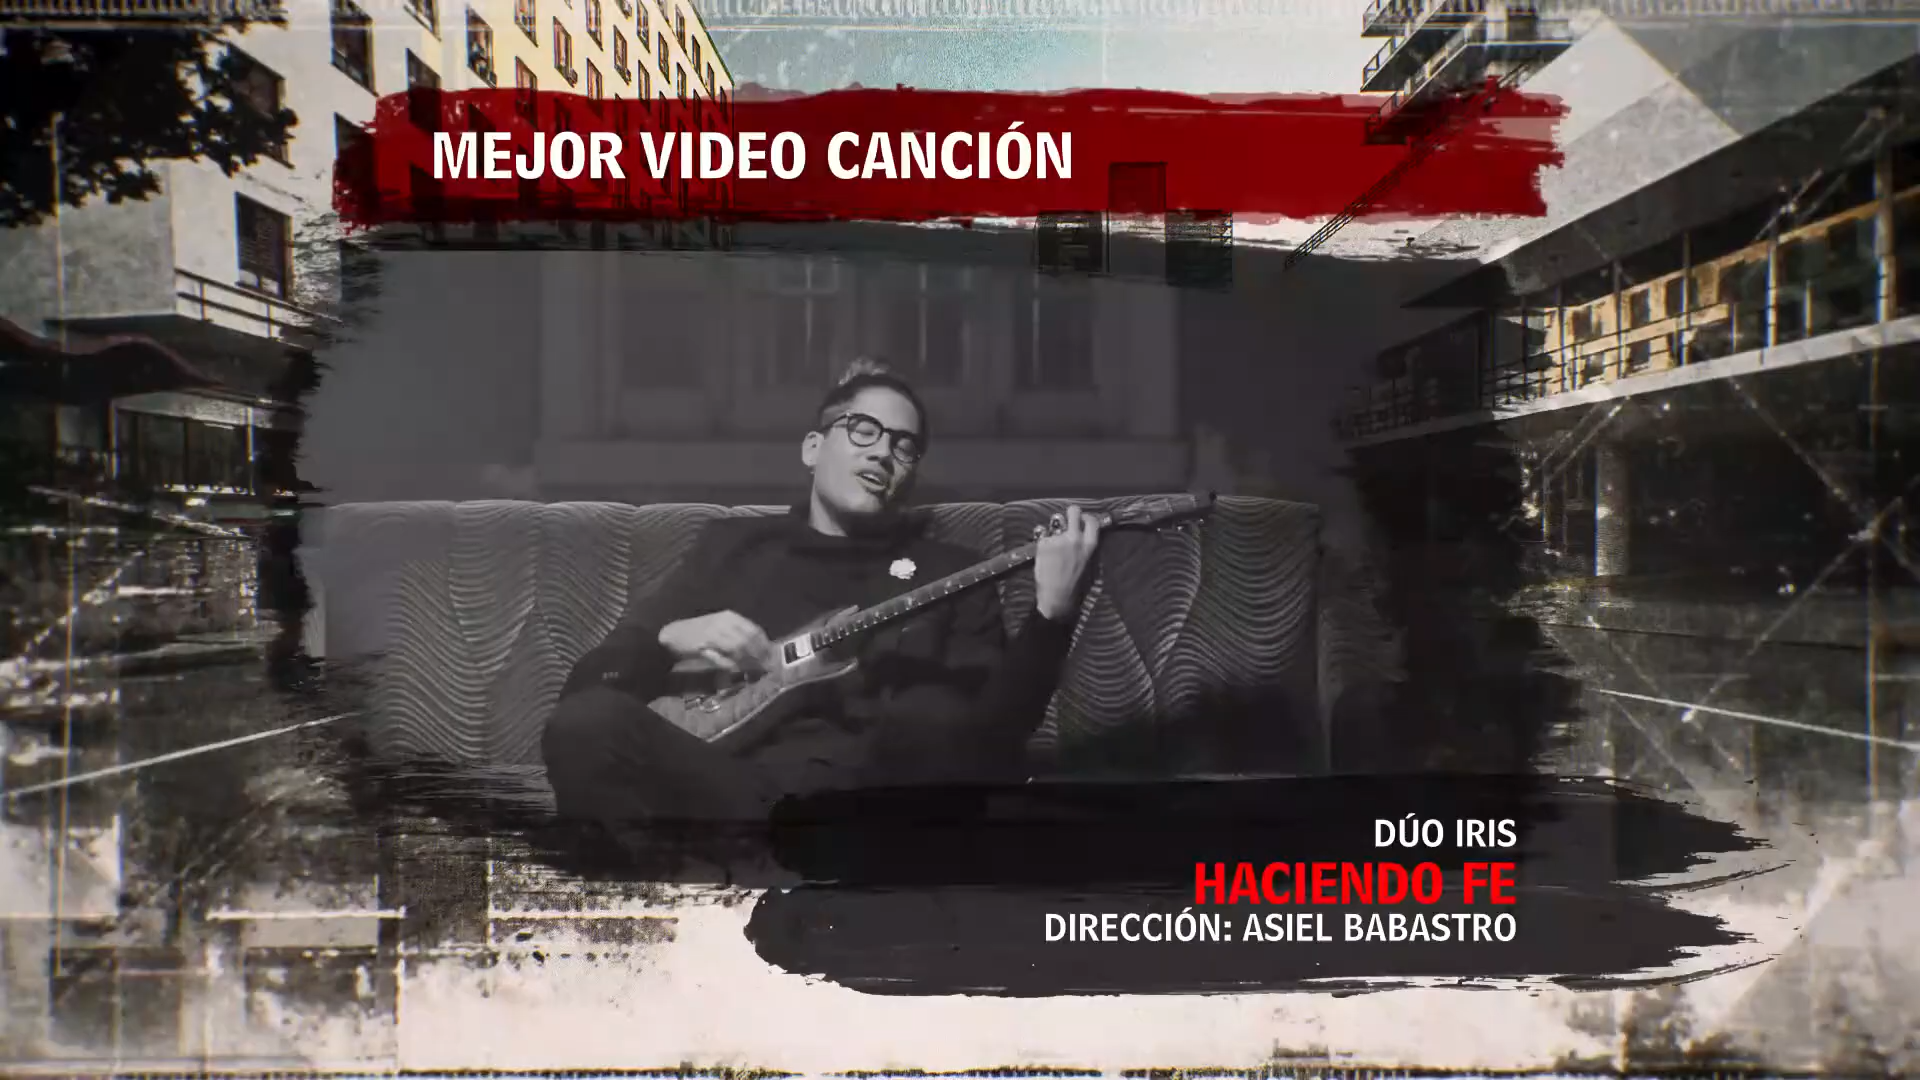 MEJOR VIDEO CANCIÓN
DÚO IRIS
HACIENDO FE
DIRECCIÓN: ASIEL BABASTRO